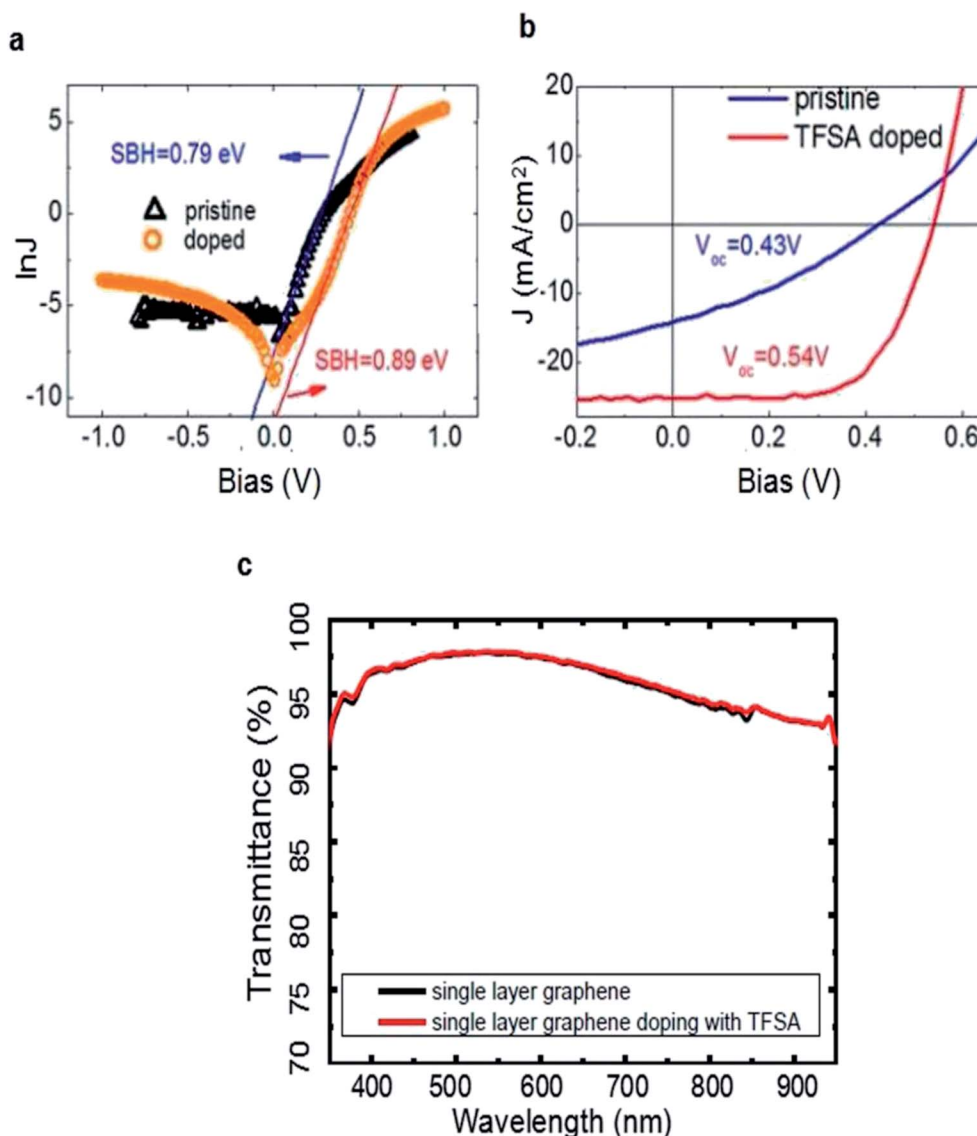 a
5
0
-5
-10
lnJ
SBH=0.79 eV
pristine
doped
SBH=0.89 eV
-1.0 -0.5 0.0 0.5 1.0
Bias (V)
b
20
10
0
-10
-20
J (mA/cm²)
pristine
TFSA doped
Voc=0.43V
Voc=0.54V
-0.2 0.0 0.2 0.4 0.6
Bias (V)
c
100
95
90
85
80
75
70
Transmittance (%)
single layer graphene
single layer graphene doping with TFSA
400 500 600 700 800 900
Wavelength (nm)